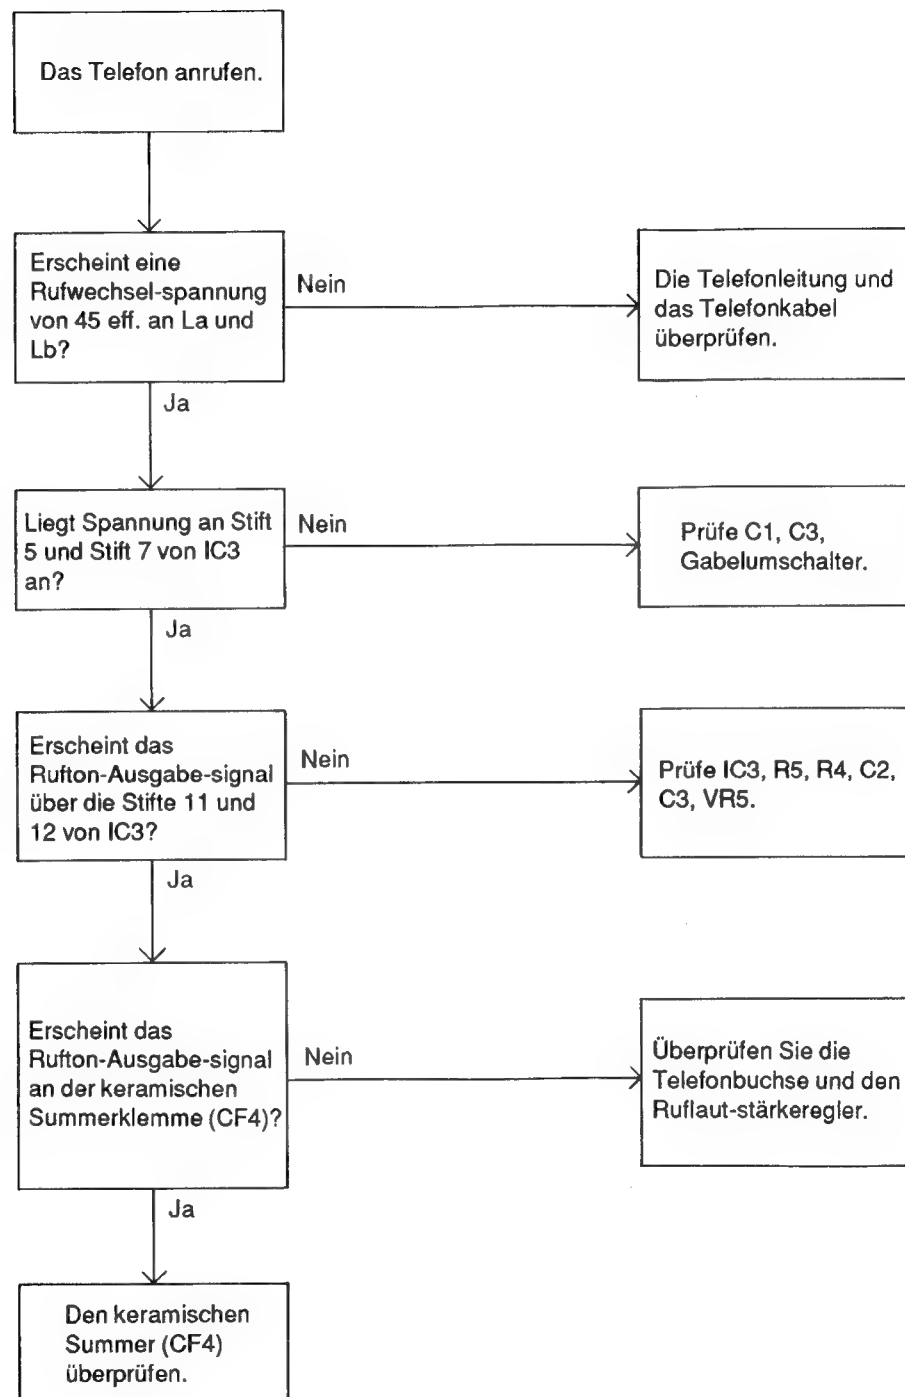 Das Telefon anrufen.
Erscheint eine
Rufwechsel-spannung
von 45 eff. an La und
Lb?
Nein
Die Telefonleitung und
das Telefonkabel
überprüfen.
Ja
Liegt Spannung an Stift
5 und Stift 7 von IC3
an?
Nein
Prüfe C1, C3,
Gabelumschalter.
Ja
Erscheint das
Rufton-Ausgabe-signal
über die Stifte 11 und
12 von IC3?
Nein
Prüfe IC3, R5, R4, C2,
C3, VR5.
Ja
Erscheint das
Rufton-Ausgabe-signal
an der keramischen
Summerklemme (CF4)?
Nein
Überprüfen Sie die
Telefonbuchse und den
Ruflaut-stärkeregler.
Ja
Den keramischen
Summer (CF4)
überprüfen.